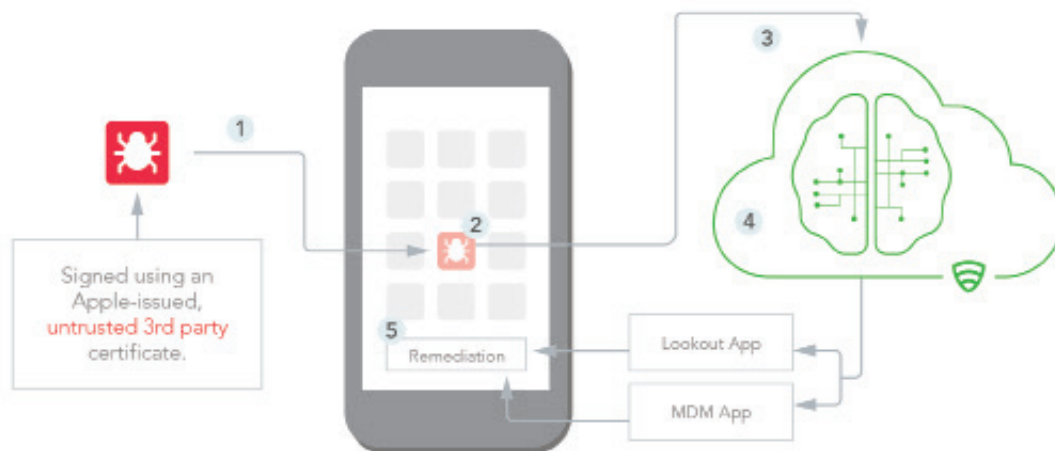 1
3
2
4
Signed using an
Apple-issued,
untrusted 3rd party
certificate.
5
Remediation
Lookout App
MDM App